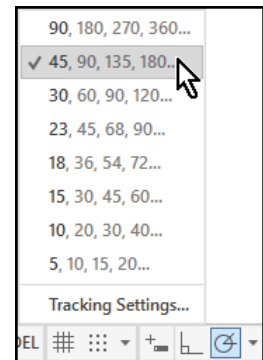 90, 180, 270, 360...
45, 90, 135, 180...
30, 60, 90, 120...
23, 45, 68, 90...
18, 36, 54, 72...
15, 30, 45, 60...
10, 20, 30, 40...
5, 10, 15, 20...
Tracking Settings...
DEL